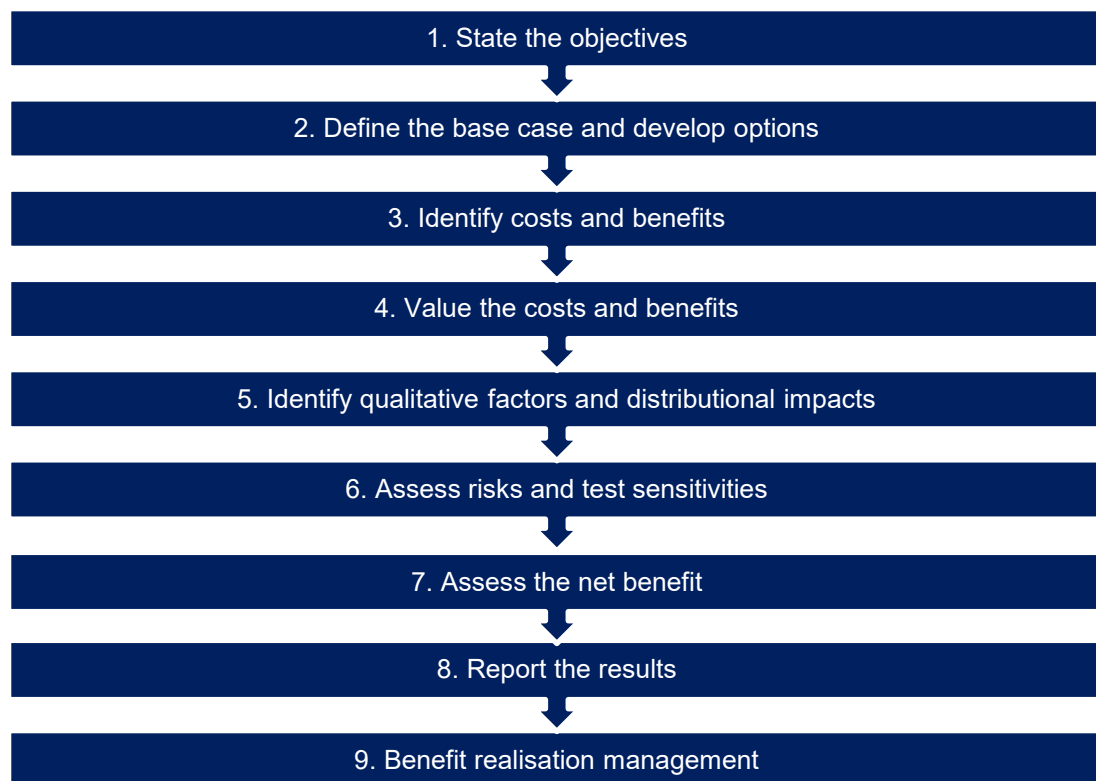 1. State the objectives
2. Define the base case and develop options
3. Identify costs and benefits
4. Value the costs and benefits
5. Identify qualitative factors and distributional impacts
6. Assess risks and test sensitivities
7. Assess the net benefit
8. Report the results
9. Benefit realisation management